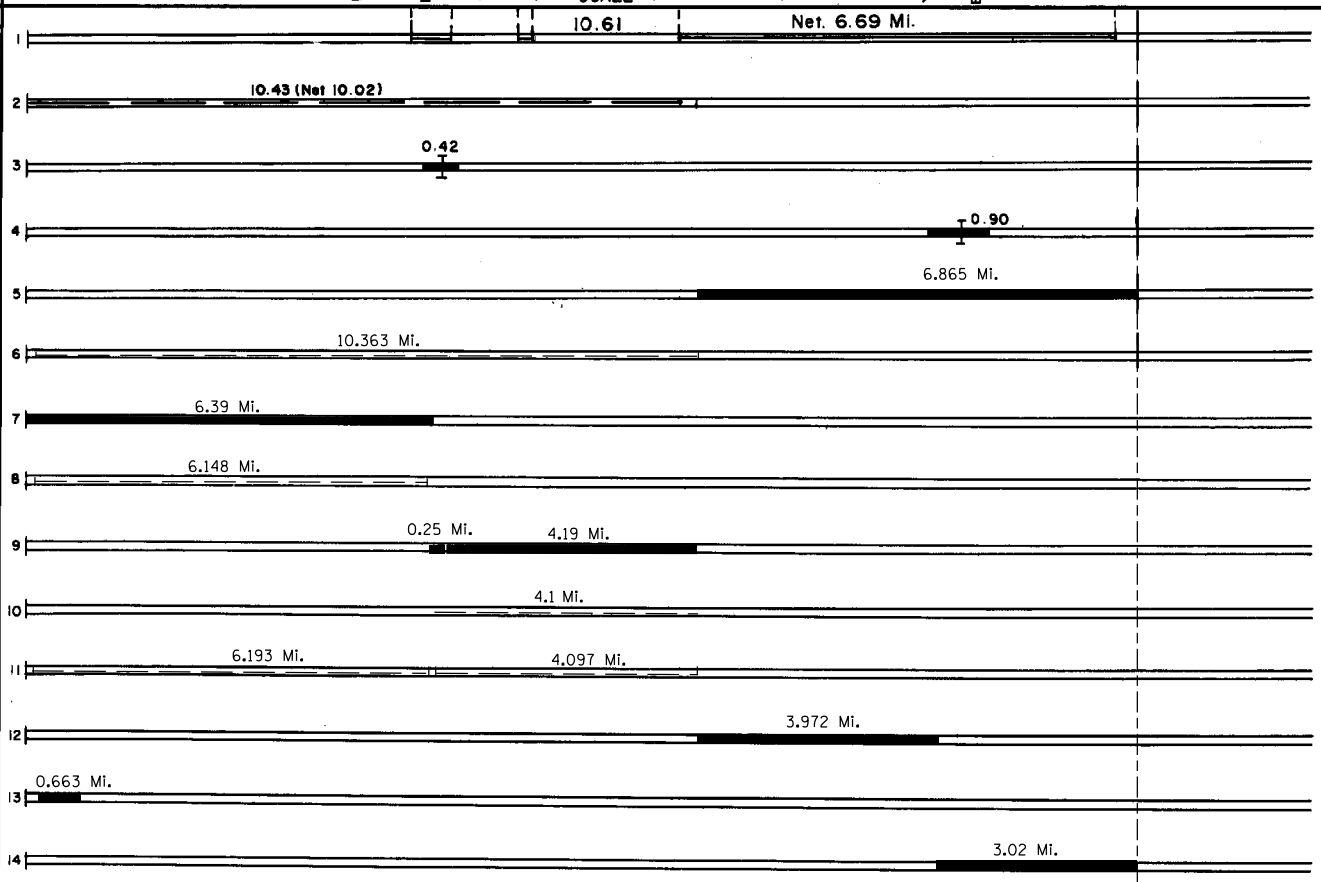 1 10.61 Net. 6.69 Mi.
2 10.43 (Net 10.02)
3 0.42
4 0.90
5 6.865 Mi.
6 10.363 Mi.
7 6.39 Mi.
8 6.148 Mi.
9 0.25 Mi. 4.19 Mi.
10 4.1 Mi.
11 6.193 Mi. 4.097 Mi.
12 3.972 Mi.
13 0.663 Mi.
14 3.02 Mi.